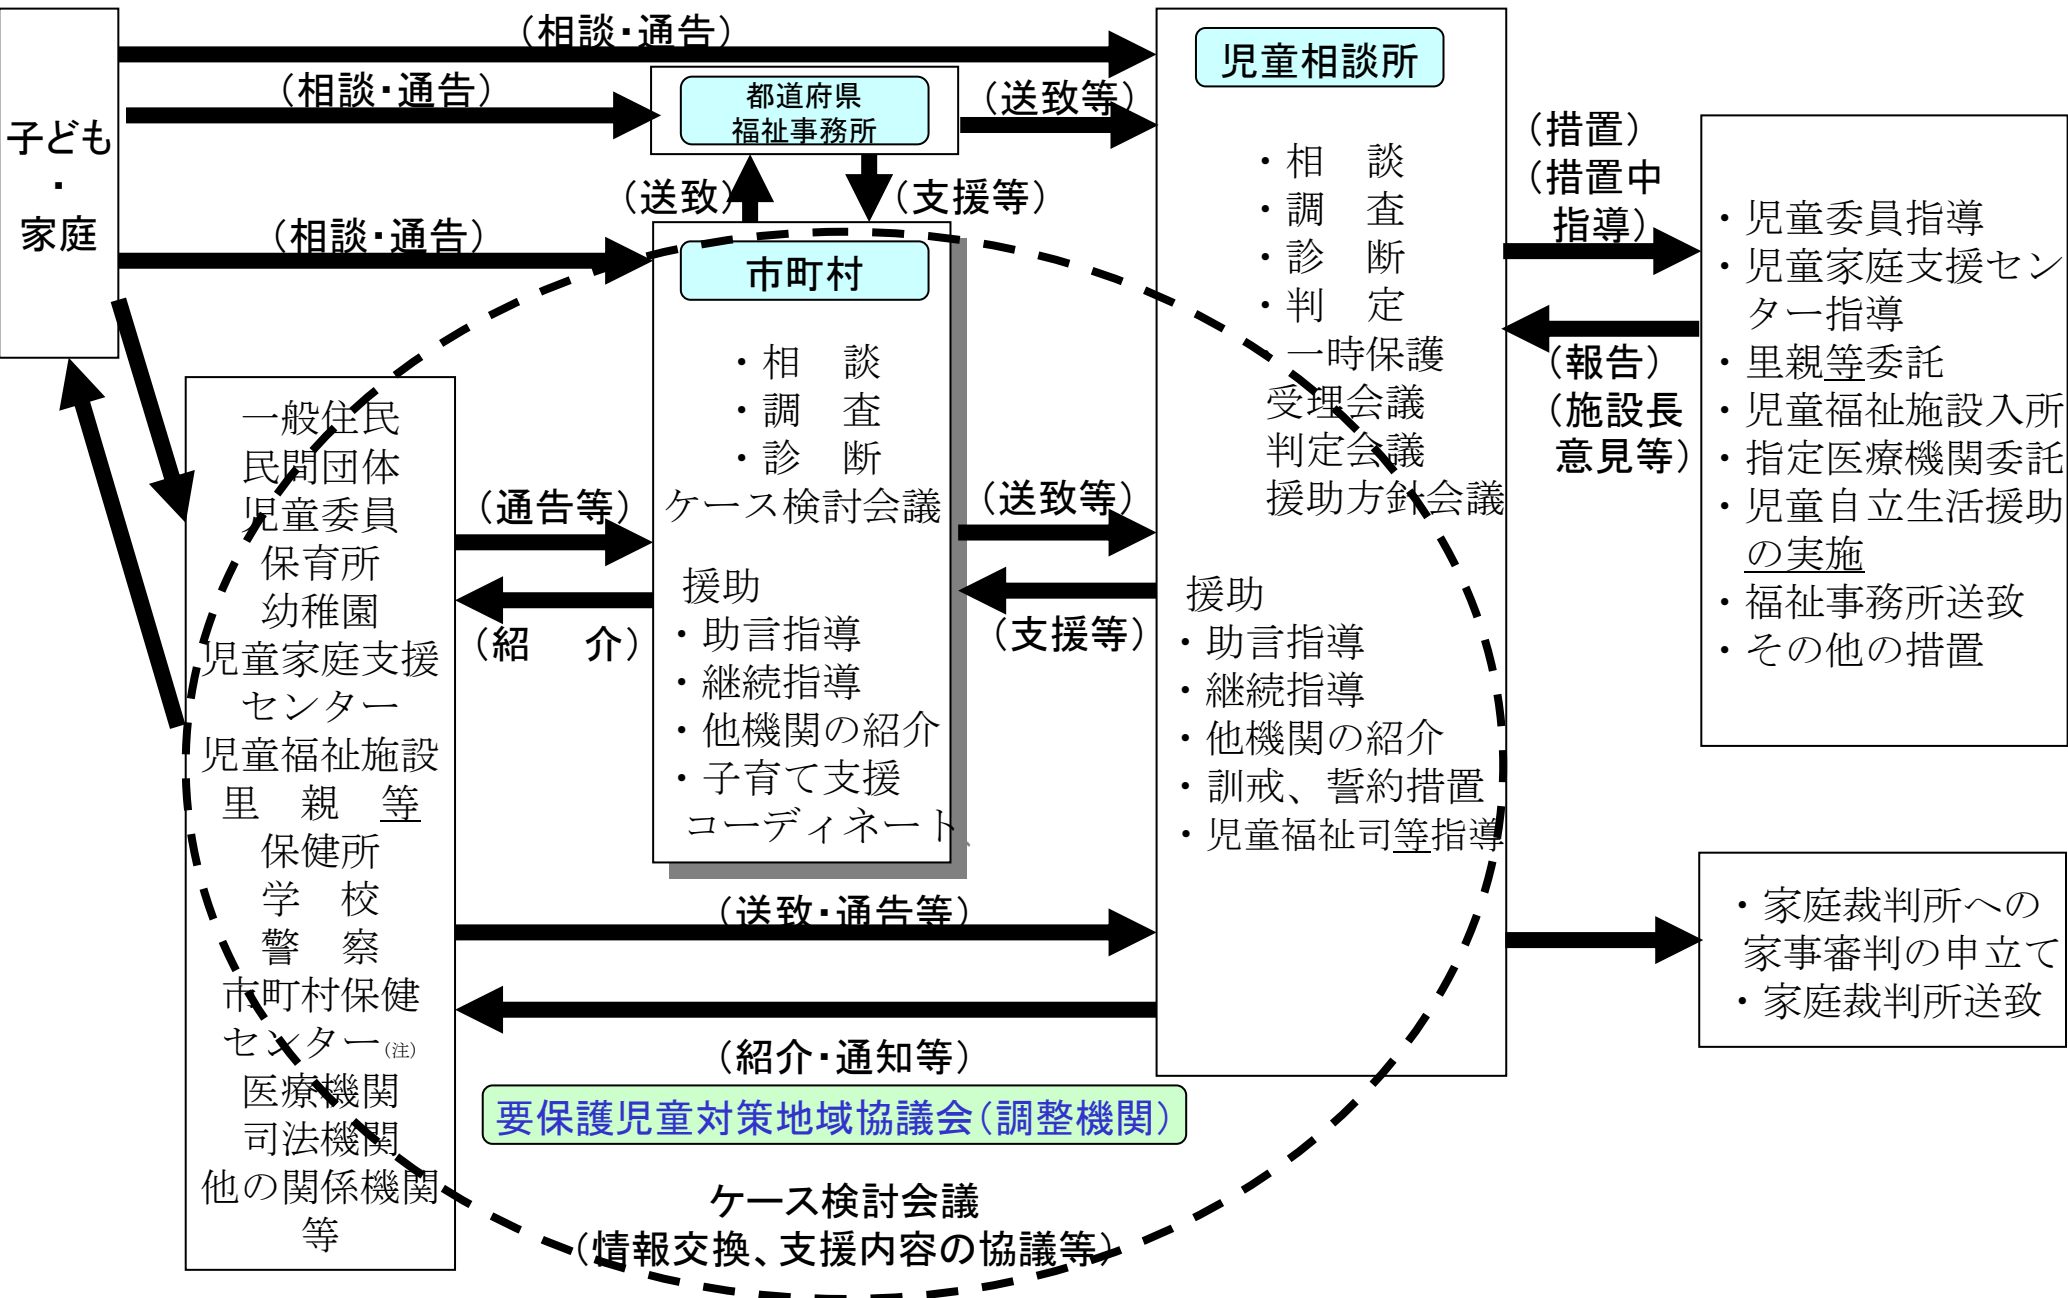 子ども
・
家庭
（相談・通告）
（相談・通告）
（相談・通告）
都道府県
福祉事務所
（送致等）
（送致）
（支援等）
市町村
・相　談
・調　査
・診　断
ケース検討会議
援助
・助言指導
・継続指導
・他機関の紹介
・子育て支援
コーディネート
一般住民
民間団体
児童委員
保育所
幼稚園
児童家庭支援
センター
児童福祉施設
里　親　等
保健所
学　校
警　察
市町村保健
センター（注）
医療機関
司法機関
他の関係機関
等
（通告等）
（紹　介）
（送致等）
（支援等）
（送致・通告等）
（紹介・通知等）
児童相談所
・相　談
・調　査
・診　断
・判　定
・一時保護
受理会議
判定会議
援助方針会議
援助
・助言指導
・継続指導
・他機関の紹介
・訓戒、誓約措置
・児童福祉司等指導
（措置）
（措置中
指導）
（報告）
（施設長
意見等）
・児童委員指導
・児童家庭支援セン
ター指導
・里親等委託
・児童福祉施設入所
・指定医療機関委託
・児童自立生活援助
の実施
・福祉事務所送致
・その他の措置
・家庭裁判所への
家事審判の申立て
・家庭裁判所送致
要保護児童対策地域協議会（調整機関）
ケース検討会議
（情報交換、支援内容の協議等）